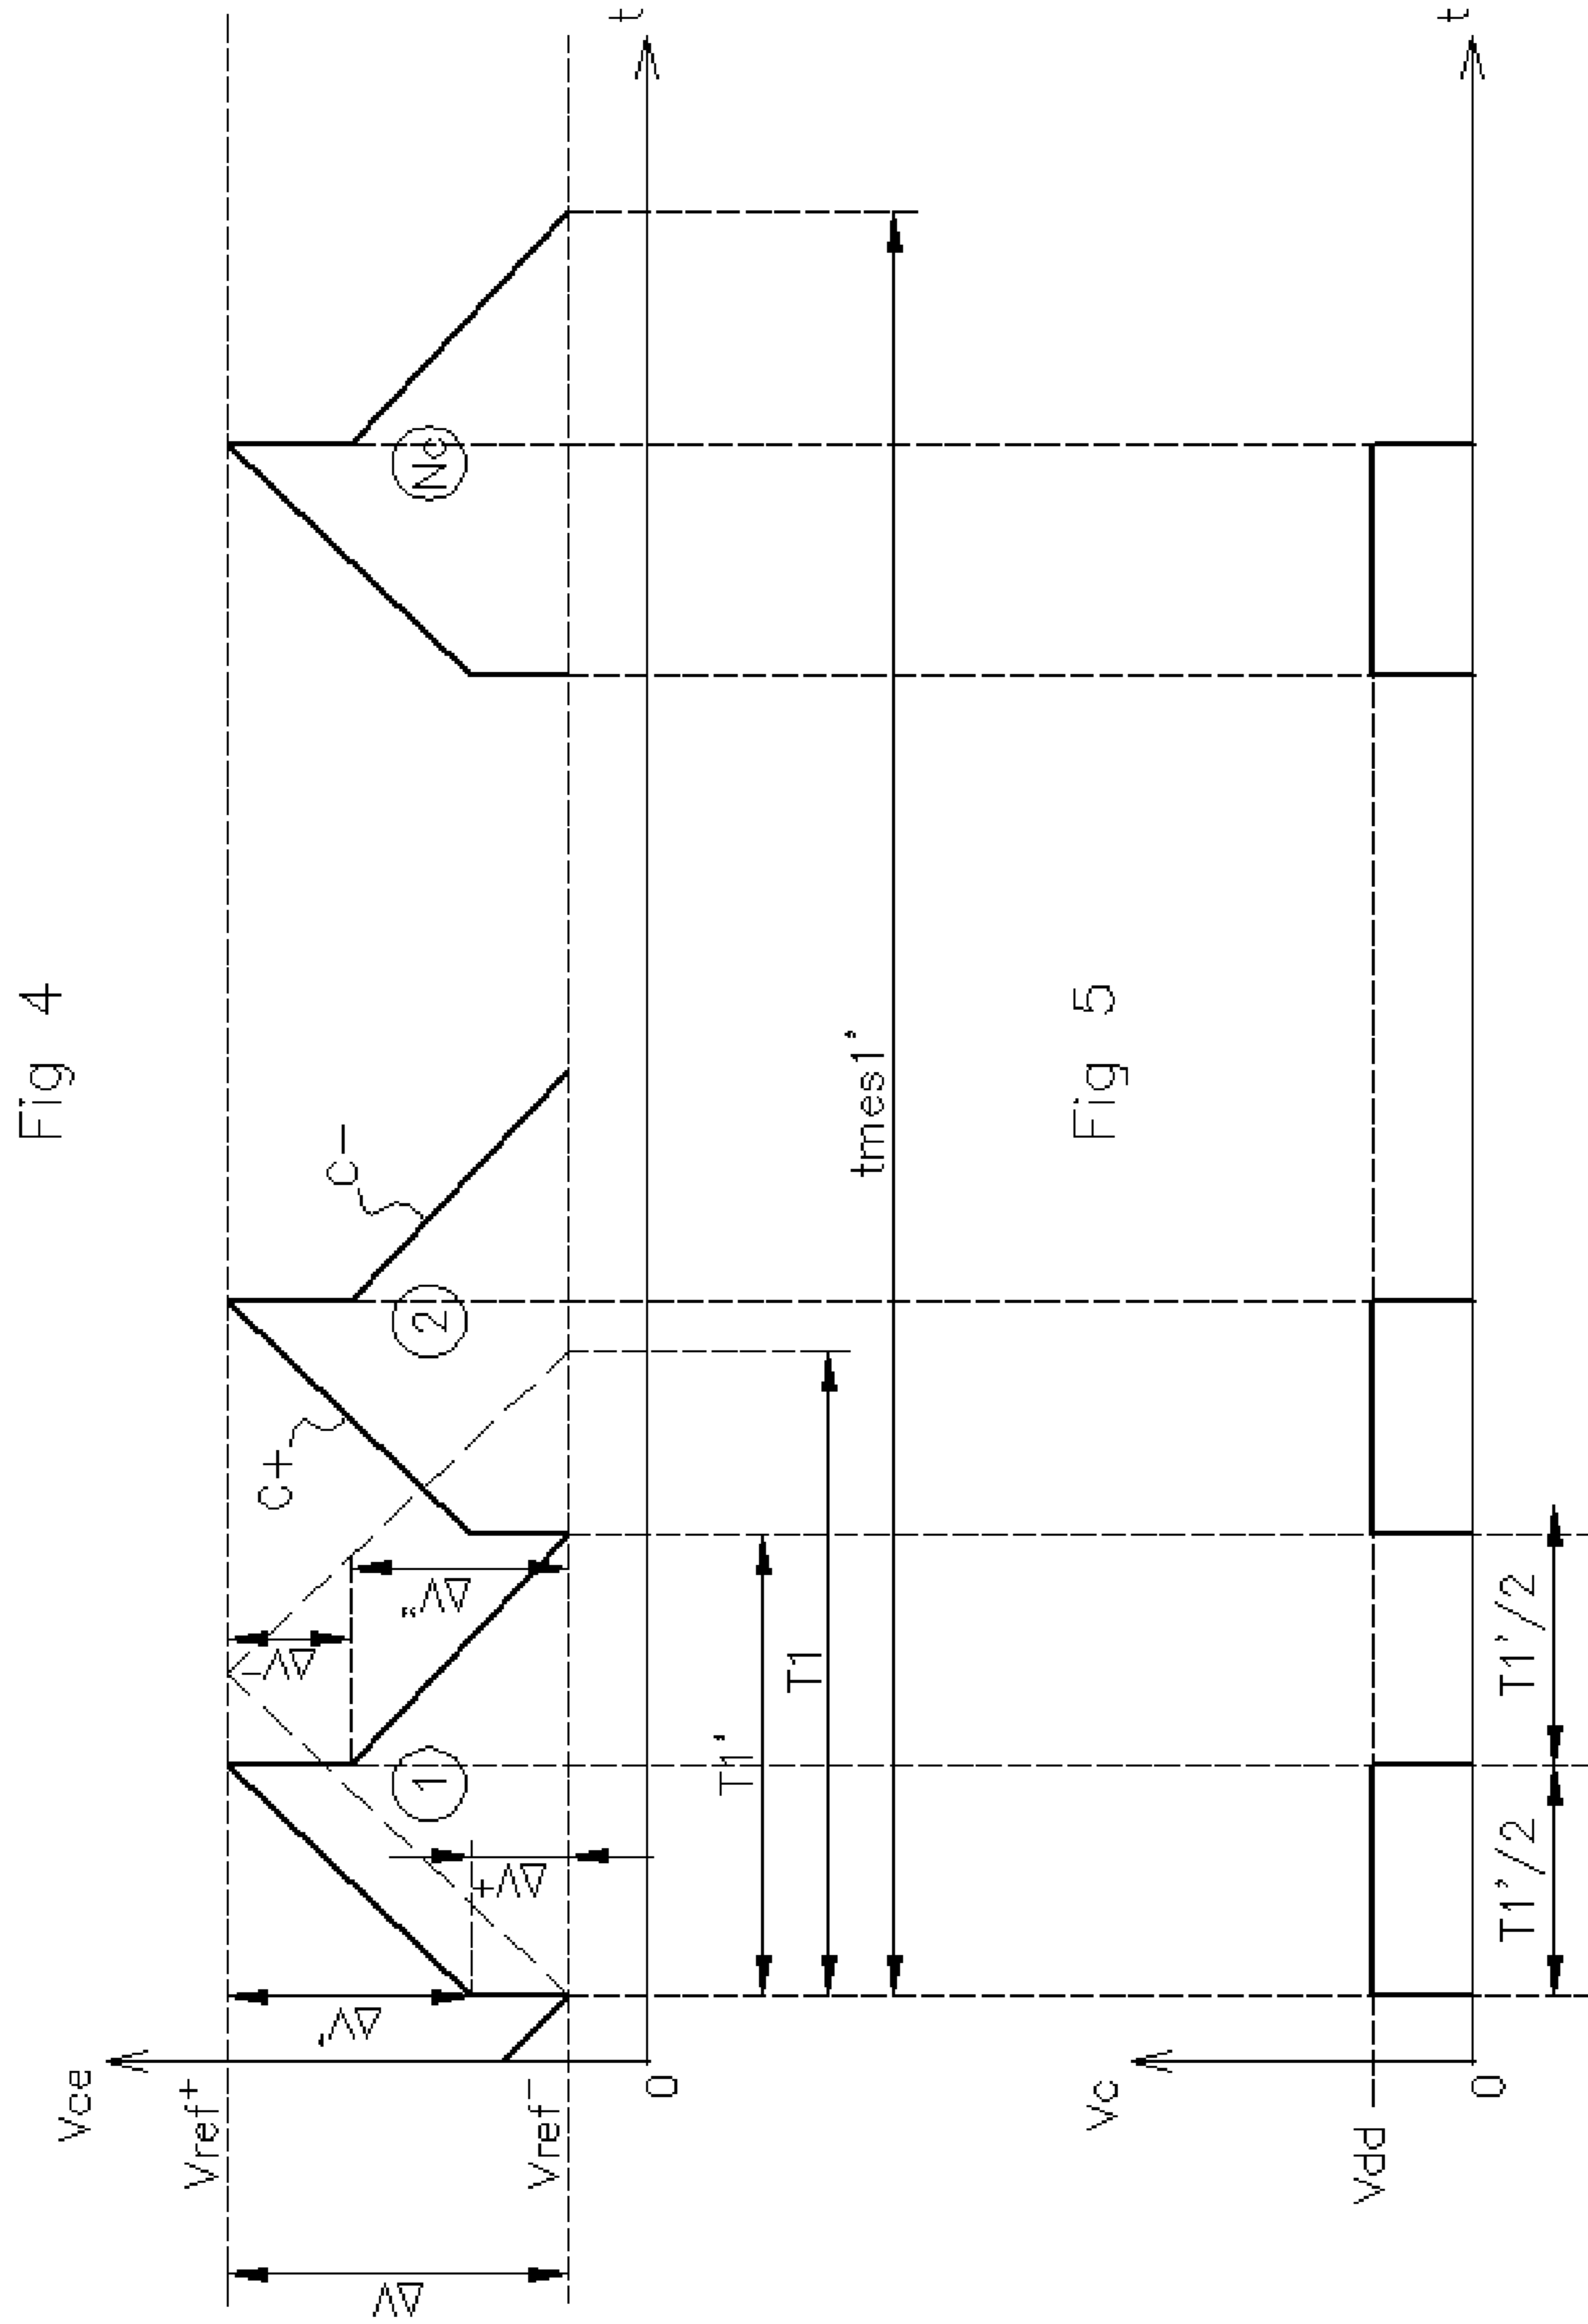 Fig 4
Vce
Vref+
Vref−
ΔV
ΔV'
ΔV+
ΔV-
ΔV"
1
2
Nc
C+
C−
0
t
T1'
T1
tmes1'
Fig 5
Vc
Vdd
0
t
T1'/2
T1'/2